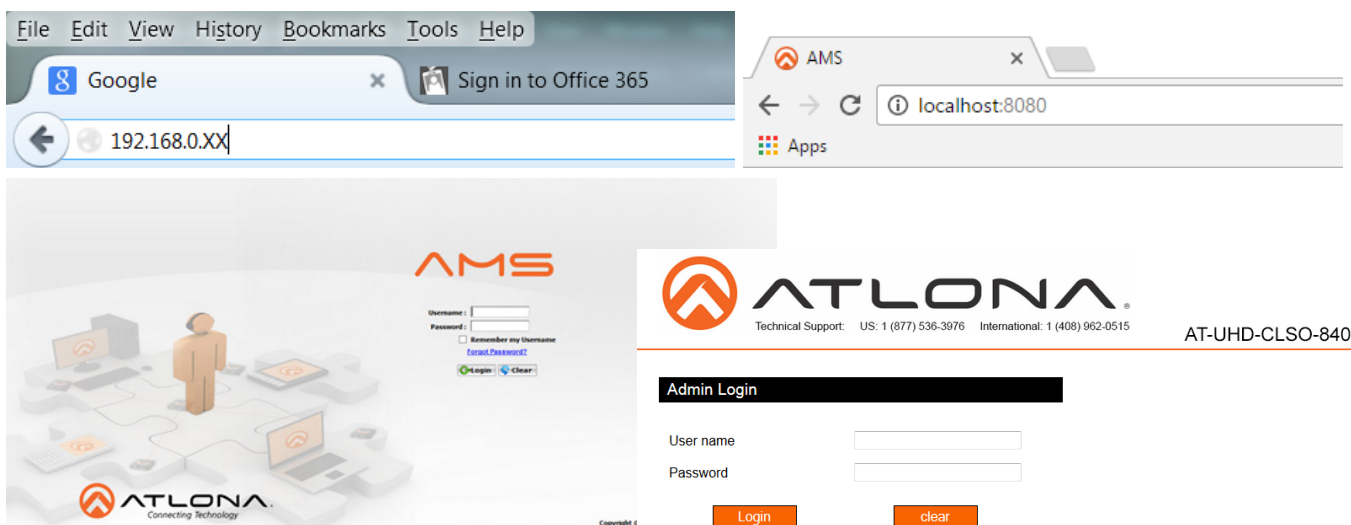 File Edit View History Bookmarks Tools Help
Google
Sign in to Office 365
192.168.0.XX
AMS
localhost:8080
Apps
AMS
Username :
Password :
Remember my Username
Forgot Password?
Login Clear
ATLONA.
Connecting Technology
Copyright ©
ATLONA®
Technical Support: US: 1 (877) 536-3976 International: 1 (408) 962-0515
AT-UHD-CLSO-840
Admin Login
User name
Password
Login clear